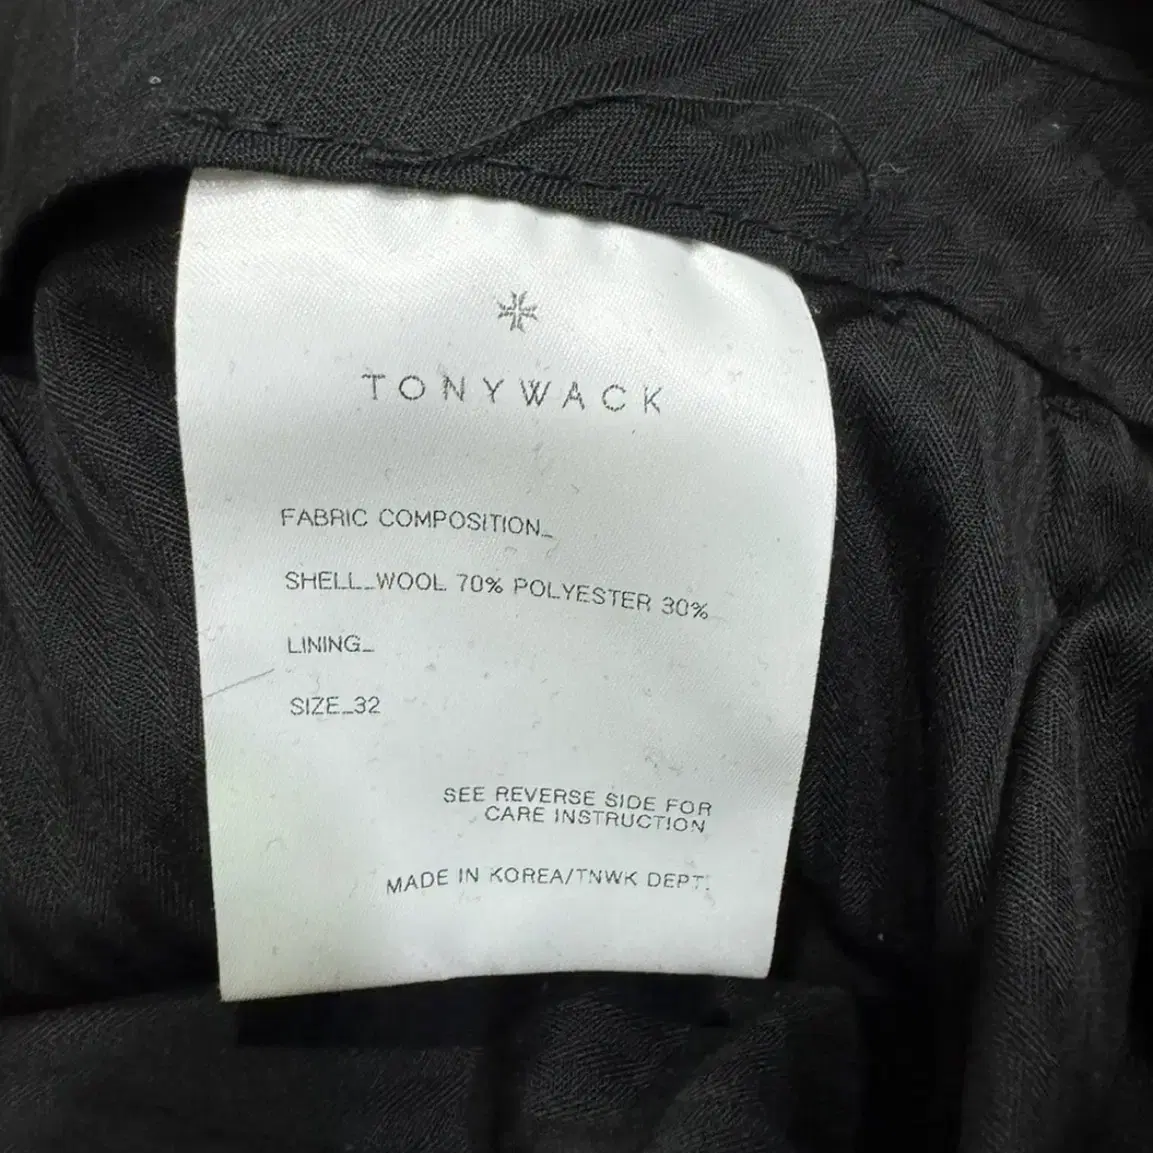 TONYWACK
FABRIC COMPOSITION_
SHELL_WOOL 70% POLYESTER 30%
LINING_
SIZE_32
SEE REVERSE SIDE FOR
CARE INSTRUCTION
MADE IN KOREA/TNWK DEPT.